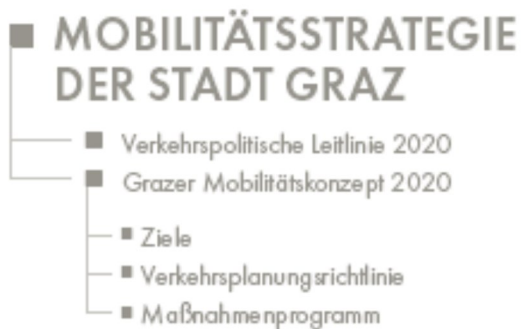 MOBILITÄTSSTRATEGIE
DER STADT GRAZ
Verkehrspolitische Leitlinie 2020
Grazer Mobilitätskonzept 2020
Ziele
Verkehrsplanungsrichtlinie
Maßnahmenprogramm